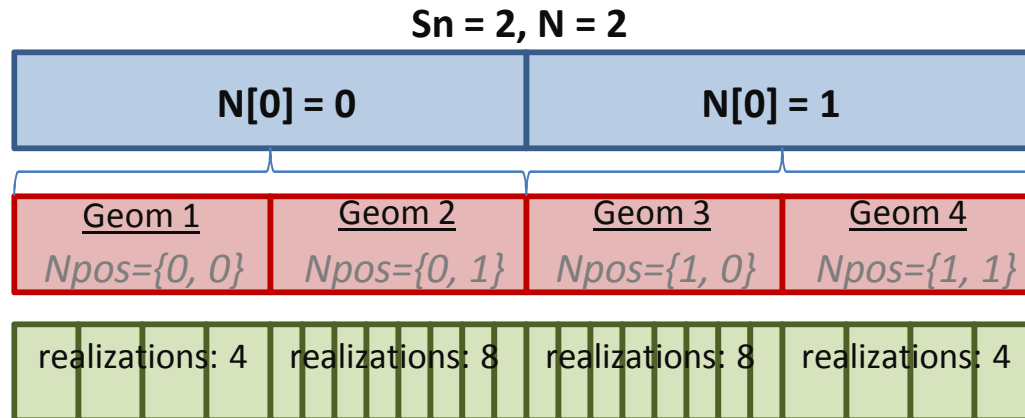 Sn = 2, N = 2
N[0] = 0 N[0] = 1
Geom 1 Geom 2 Geom 3 Geom 4
Npos={0, 0} Npos={0, 1} Npos={1, 0} Npos={1, 1}
realizations: 4 realizations: 8 realizations: 8 realizations: 4